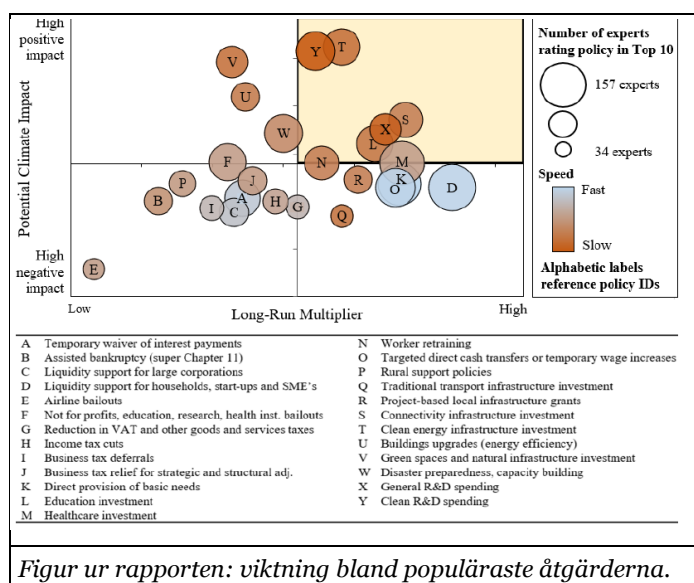 High
positive
impact
Potential Climate Impact
High
negative
impact
Low
Long-Run Multiplier
High
V
Y
T
U
W
S
X
L
F
N
M
P
J
R
K
O
D
B
A
I
C
H
G
Q
E
Number of experts
rating policy in Top 10
157 experts
34 experts
Speed
Fast
Slow
Alphabetic labels
reference policy IDs
A Temporary waiver of interest payments
B Assisted bankruptcy (super Chapter 11)
C Liquidity support for large corporations
D Liquidity support for households, start-ups and SME's
E Airline bailouts
F Not for profits, education, research, health inst. bailouts
G Reduction in VAT and other goods and services taxes
H Income tax cuts
I Business tax deferrals
J Business tax relief for strategic and structural adj.
K Direct provision of basic needs
L Education investment
M Healthcare investment
N Worker retraining
O Targeted direct cash transfers or temporary wage increases
P Rural support policies
Q Traditional transport infrastructure investment
R Project-based local infrastructure grants
S Connectivity infrastructure investment
T Clean energy infrastructure investment
U Buildings upgrades (energy efficiency)
V Green spaces and natural infrastructure investment
W Disaster preparedness, capacity building
X General R&D spending
Y Clean R&D spending
Figur ur rapporten: viktning bland populäraste åtgärderna.